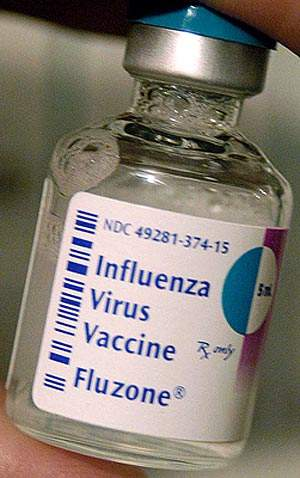 NDC 49281-374-15
Influenza
Virus
Vaccine
Rx only
Fluzone®
5 mL